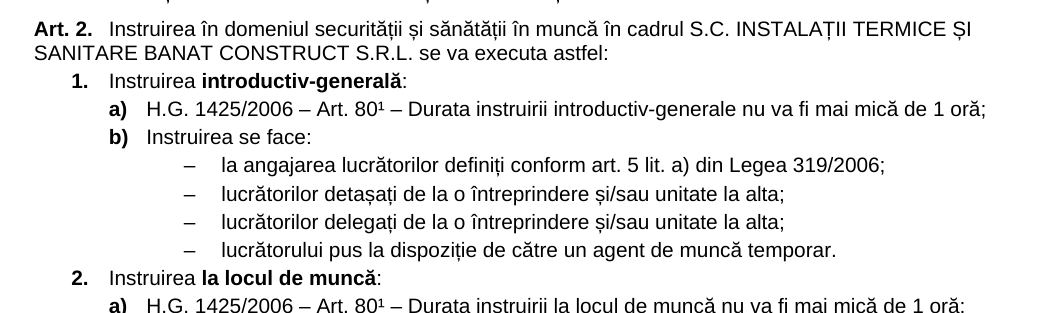 Art. 2. Instruirea în domeniul securității și sănătății în muncă în cadrul S.C. INSTALAȚII TERMICE ȘI
SANITARE BANAT CONSTRUCT S.R.L. se va executa astfel:
1. Instruirea introductiv-generală:
a) H.G. 1425/2006 – Art. 80¹ – Durata instruirii introductiv-generale nu va fi mai mică de 1 oră;
b) Instruirea se face:
– la angajarea lucrătorilor definiți conform art. 5 lit. a) din Legea 319/2006;
– lucrătorilor detașați de la o întreprindere și/sau unitate la alta;
– lucrătorilor delegați de la o întreprindere și/sau unitate la alta;
– lucrătorului pus la dispoziție de către un agent de muncă temporar.
2. Instruirea la locul de muncă:
a) H.G. 1425/2006 – Art. 80¹ – Durata instruirii la locul de muncă nu va fi mai mică de 1 oră;